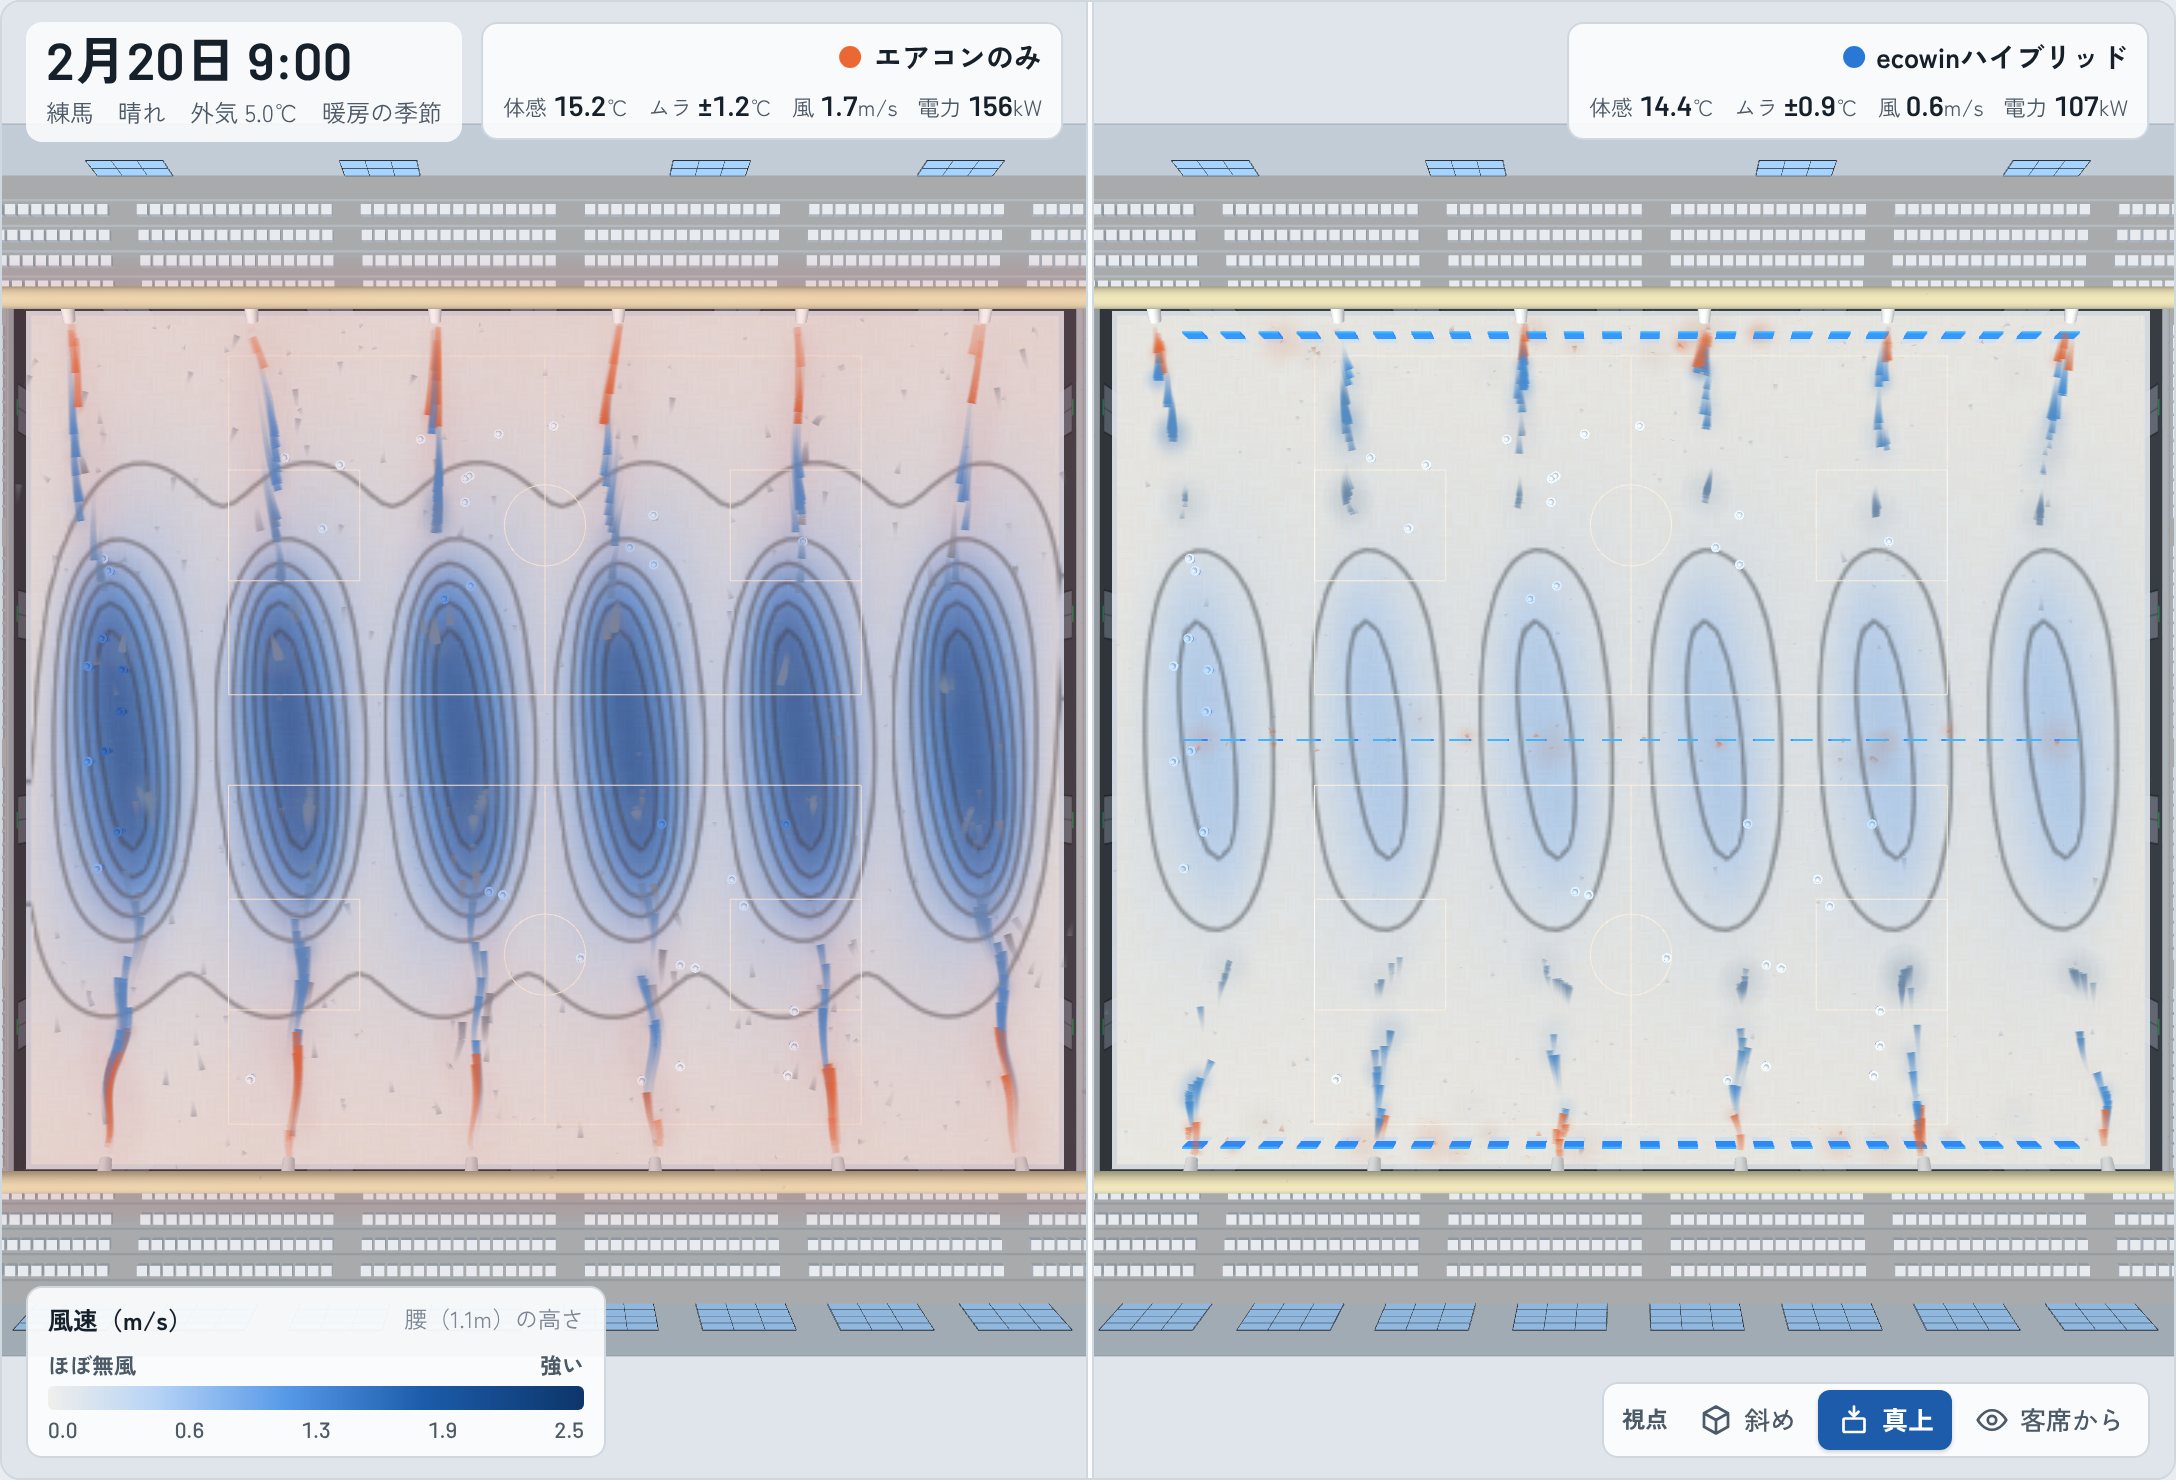 2月20日 9:00
練馬 晴れ 外気 5.0℃ 暖房の季節
エアコンのみ
体感 15.2℃ ムラ ±1.2℃ 風 1.7m/s 電力 156kW
ecowinハイブリッド
体感 14.4℃ ムラ ±0.9℃ 風 0.6m/s 電力 107kW
風速（m/s） 腰（1.1m）の高さ
ほぼ無風 強い
0.0 0.6 1.3 1.9 2.5
視点 斜め 真上 客席から